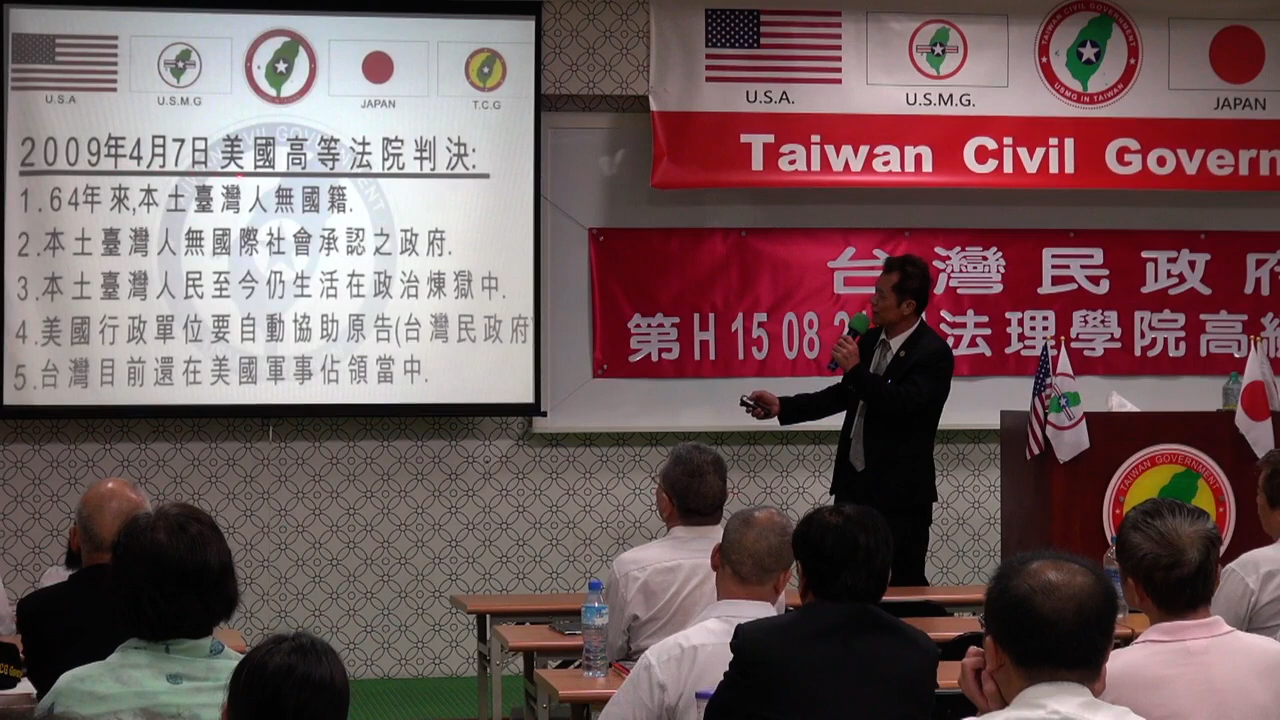 U.S.A
U.S.M.G
JAPAN
T.C.G
2009年4月7日美國高等法院判決:
1.64年來,本土臺灣人無國籍.
2.本土臺灣人無國際社會承認之政府.
3.本土臺灣人民至今仍生活在政治煉獄中.
4.美國行政單位要自動協助原告(台灣民政府
5.台灣目前還在美國軍事佔領當中.
U.S.A.
U.S.M.G.
TAIWAN CIVIL GOVERNMENT
USMG IN TAIWAN
JAPAN
Taiwan Civil Govern
台灣民政府
第H 15 08 2 法理學院高
TAIWAN GOVERNMENT